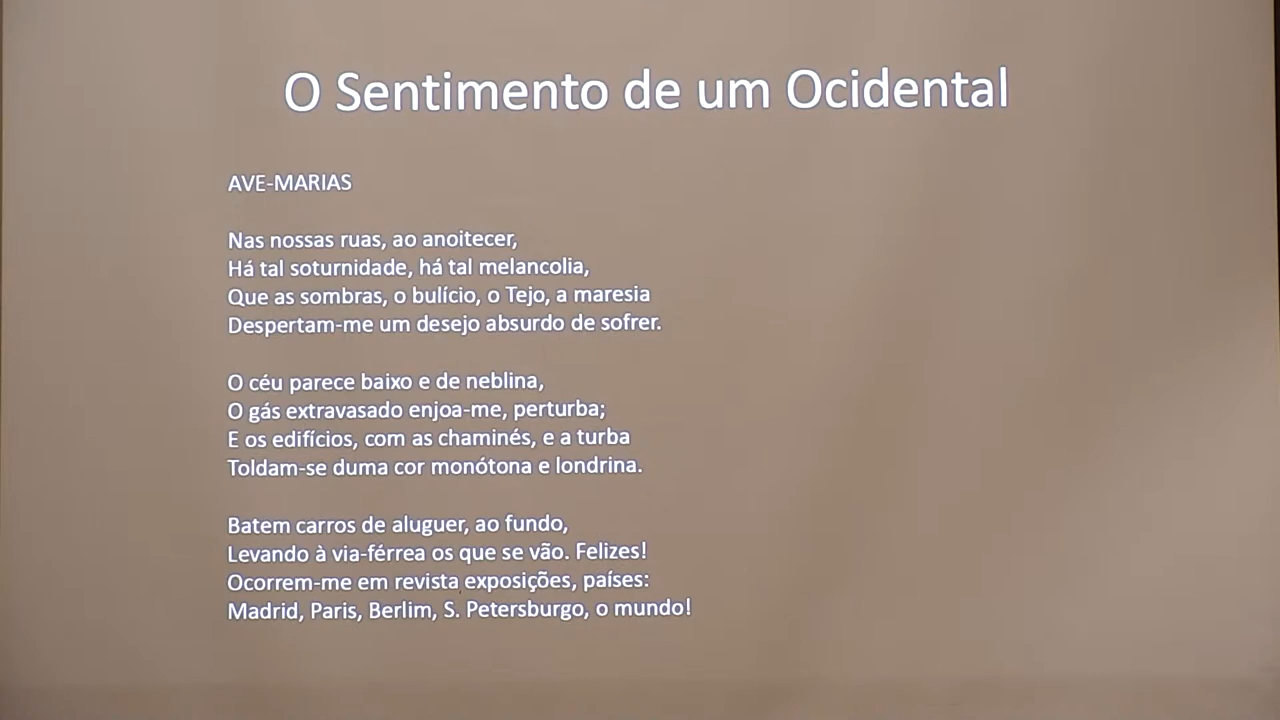 O Sentimento de um Ocidental
AVE-MARIAS
Nas nossas ruas, ao anoitecer,
Há tal soturnidade, há tal melancolia,
Que as sombras, o bulício, o Tejo, a maresia
Despertam-me um desejo absurdo de sofrer.
O céu parece baixo e de neblina,
O gás extravasado enjoa-me, perturba;
E os edifícios, com as chaminés, e a turba
Toldam-se duma cor monótona e londrina.
Batem carros de aluguer, ao fundo,
Levando à via-férrea os que se vão. Felizes!
Ocorrem-me em revista exposições, países:
Madrid, Paris, Berlim, S. Petersburgo, o mundo!